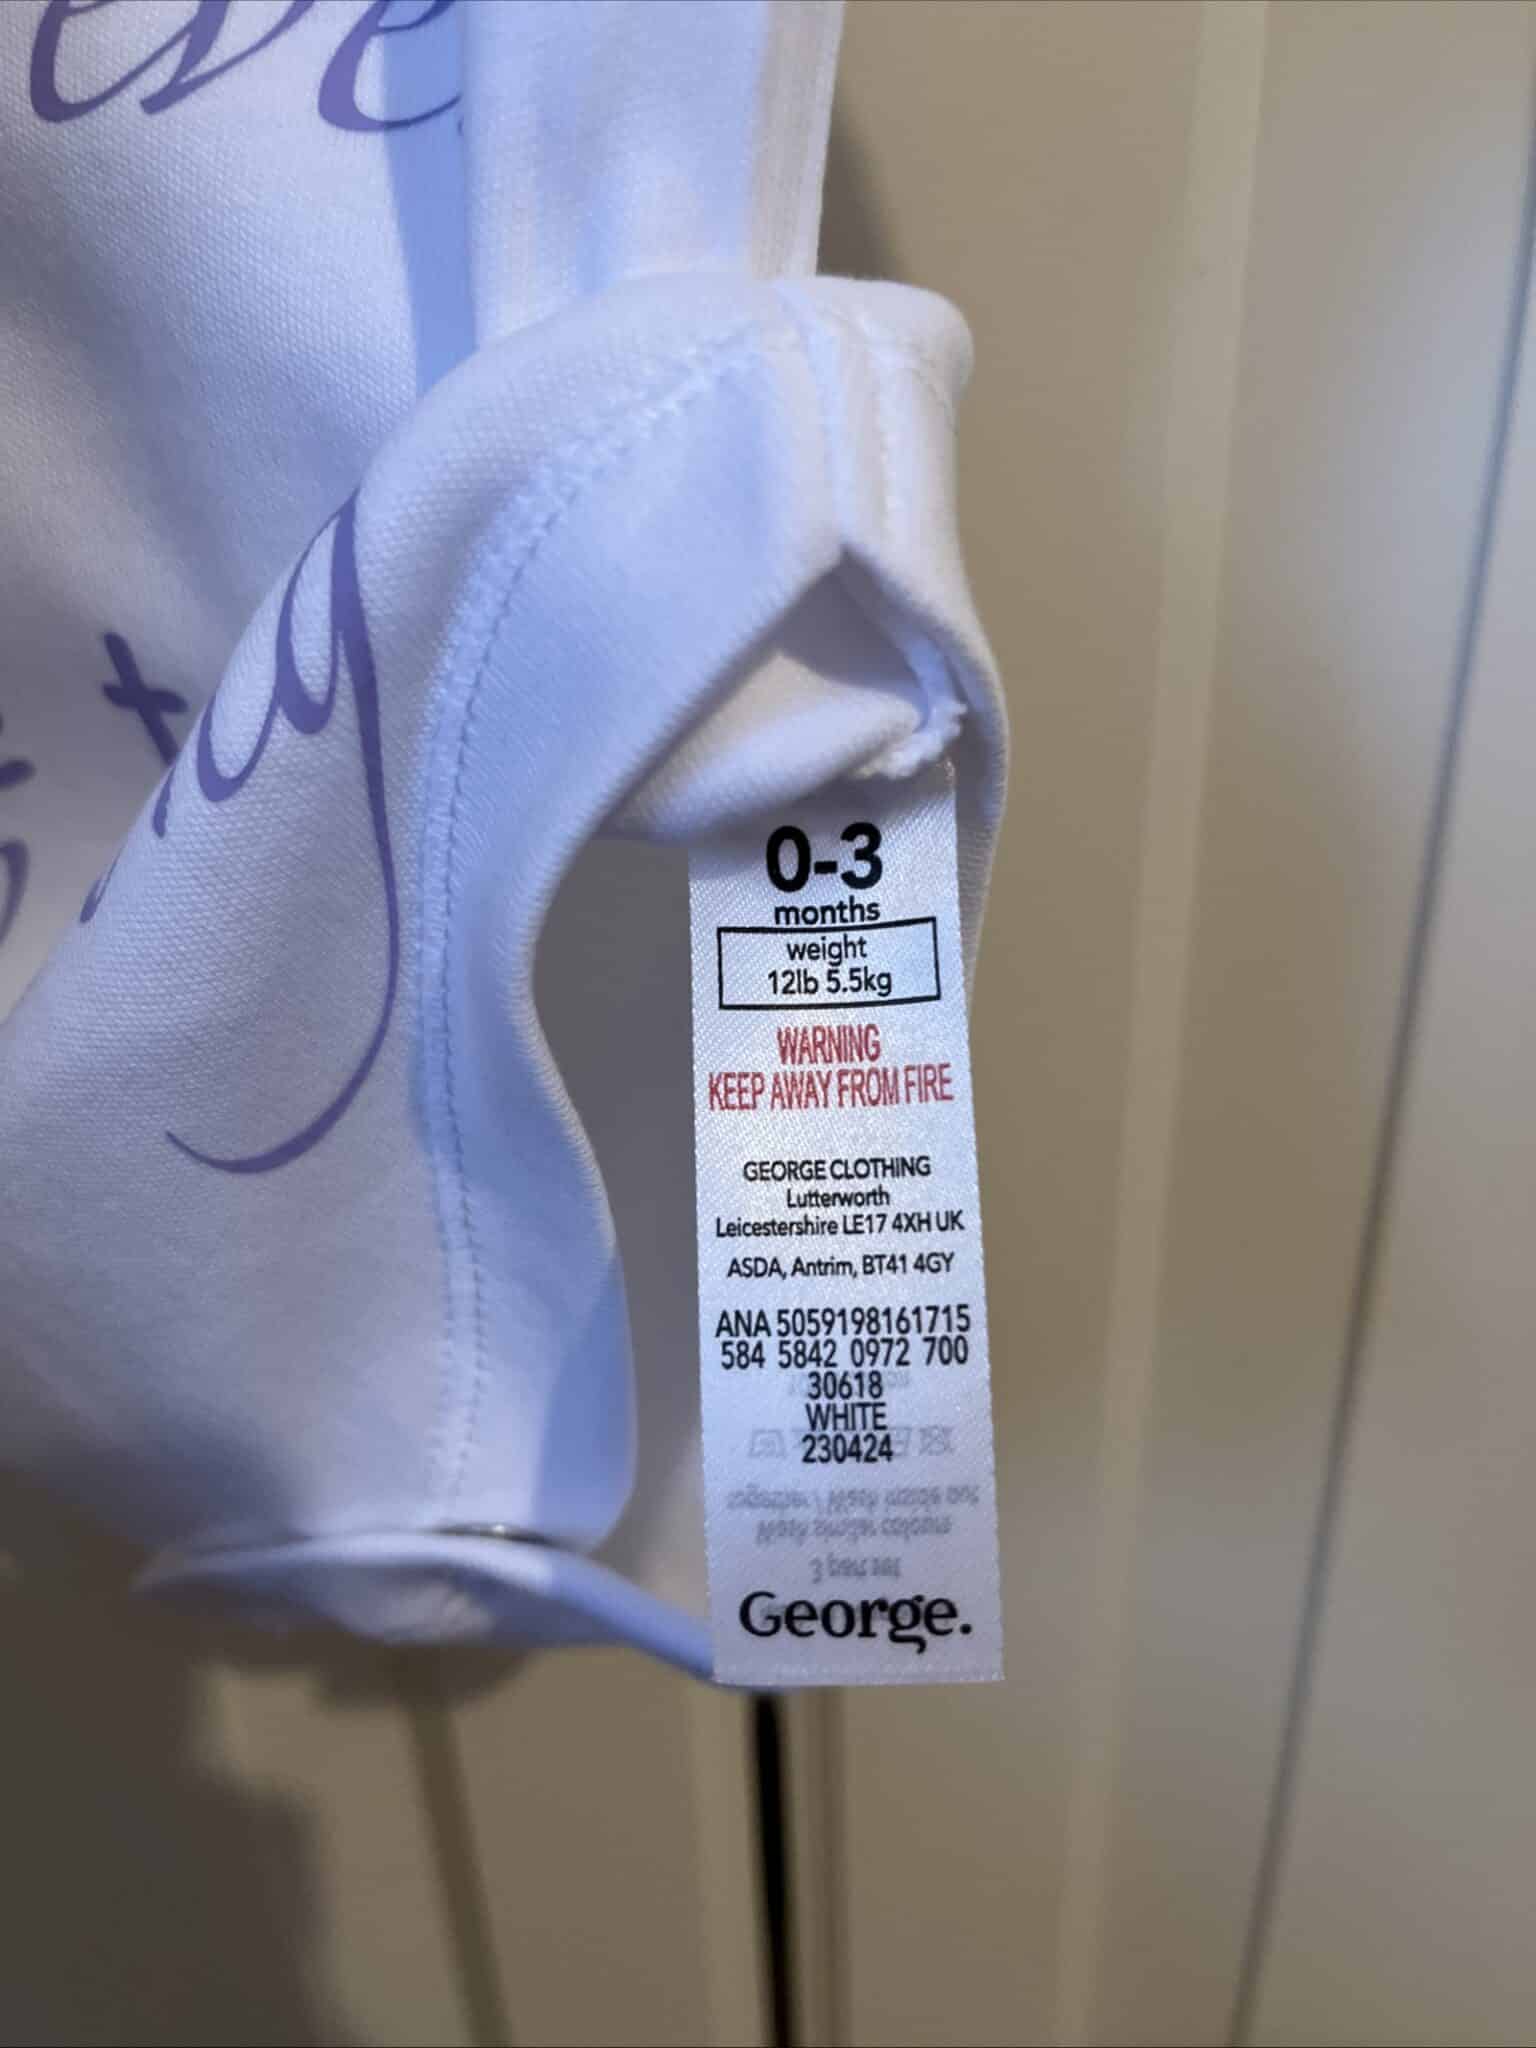 eve
y
t
0-3
months
weight
12lb 5.5kg
WARNING
KEEP AWAY FROM FIRE
GEORGE CLOTHING
Lutterworth
Leicestershire LE17 4XH UK
ASDA, Antrim, BT41 4GY
ANA 5059198161715
584 5842 0972 700
30618
WHITE
230424
George.